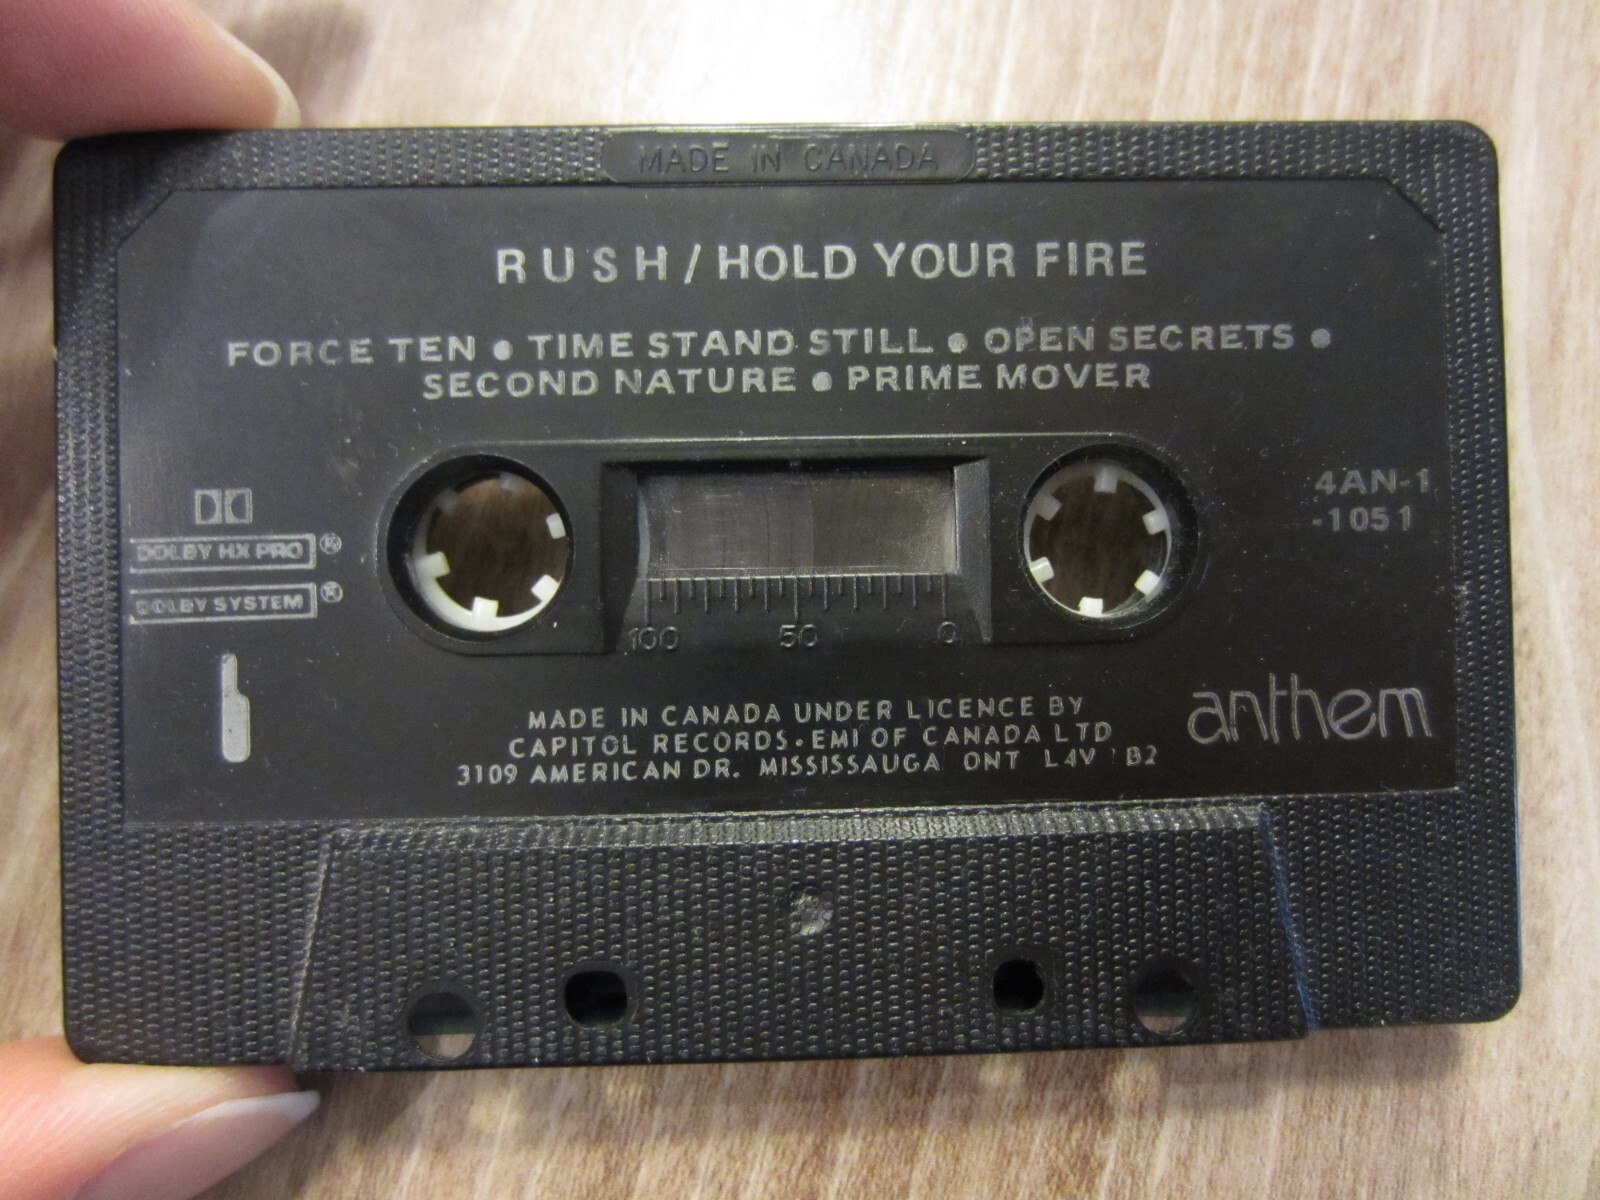 MADE IN CANADA
RUSH/HOLD YOUR FIRE
FORCE TEN • TIME STAND STILL • OPEN SECRETS •
SECOND NATURE • PRIME MOVER
4AN-1
-1051
DOLBY HX PRO ®
DOLBY SYSTEM ®
100 50 0
1
anthem
MADE IN CANADA UNDER LICENCE BY
CAPITOL RECORDS-EMI OF CANADA LTD
3109 AMERICAN DR. MISSISSAUGA ONT L4V 1B2